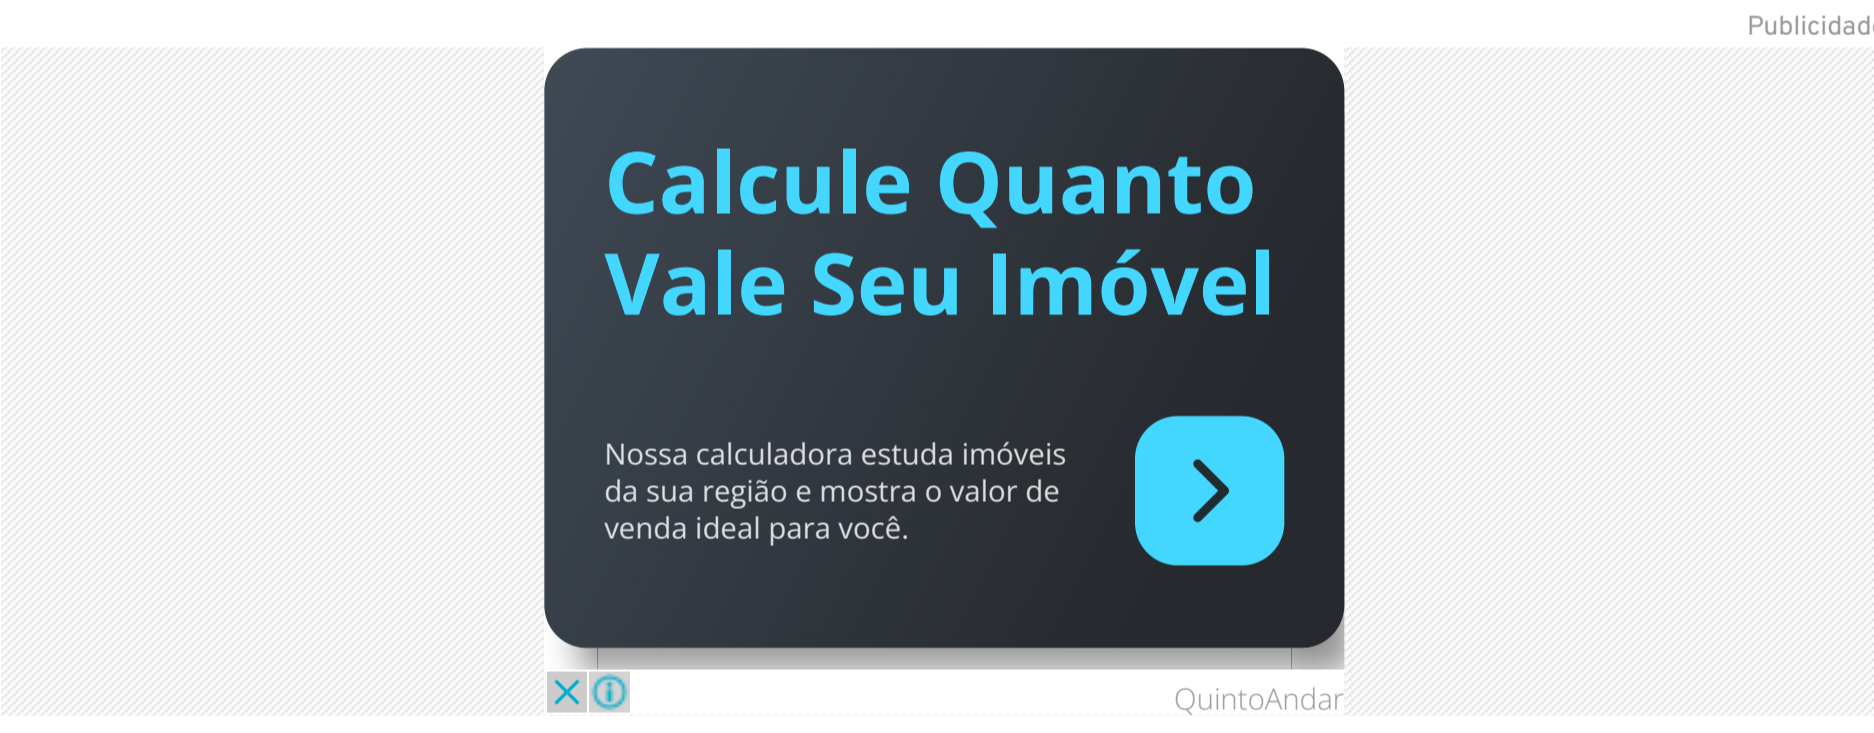 Publicidade
Calcule Quanto
Vale Seu Imóvel
Nossa calculadora estuda imóveis
da sua região e mostra o valor de
venda ideal para você.
QuintoAndar